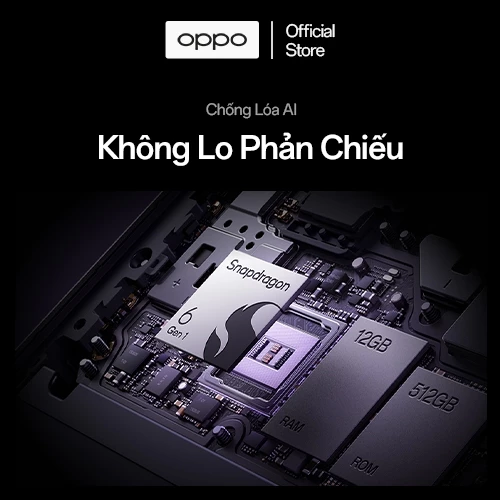 oppo
Official
Store
Chống Lóa AI
Không Lo Phản Chiếu
Snapdragon
6
Gen 1
12GB
RAM
512GB
ROM